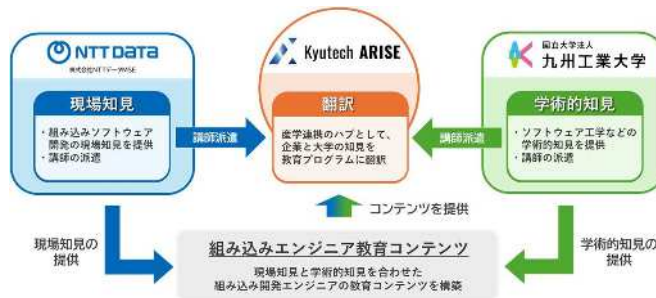 NTT DATA
株式会社NTTデータMSE
現場知見
・組み込みソフトウェア
開発の現場知見を提供
・講師の派遣
講師派遣
Kyutech ARISE
翻訳
産学連携のハブとして、
企業と大学の知見を
教育プログラムに翻訳
講師派遣
国立大学法人
九州工業大学
学術的知見
・ソフトウェア工学などの
学術的知見を提供
・講師の派遣
コンテンツを提供
現場知見の
提供
組み込みエンジニア教育コンテンツ
現場知見と学術的知見を合わせた
組み込み開発エンジニアの教育コンテンツを構築
学術的知見の
提供